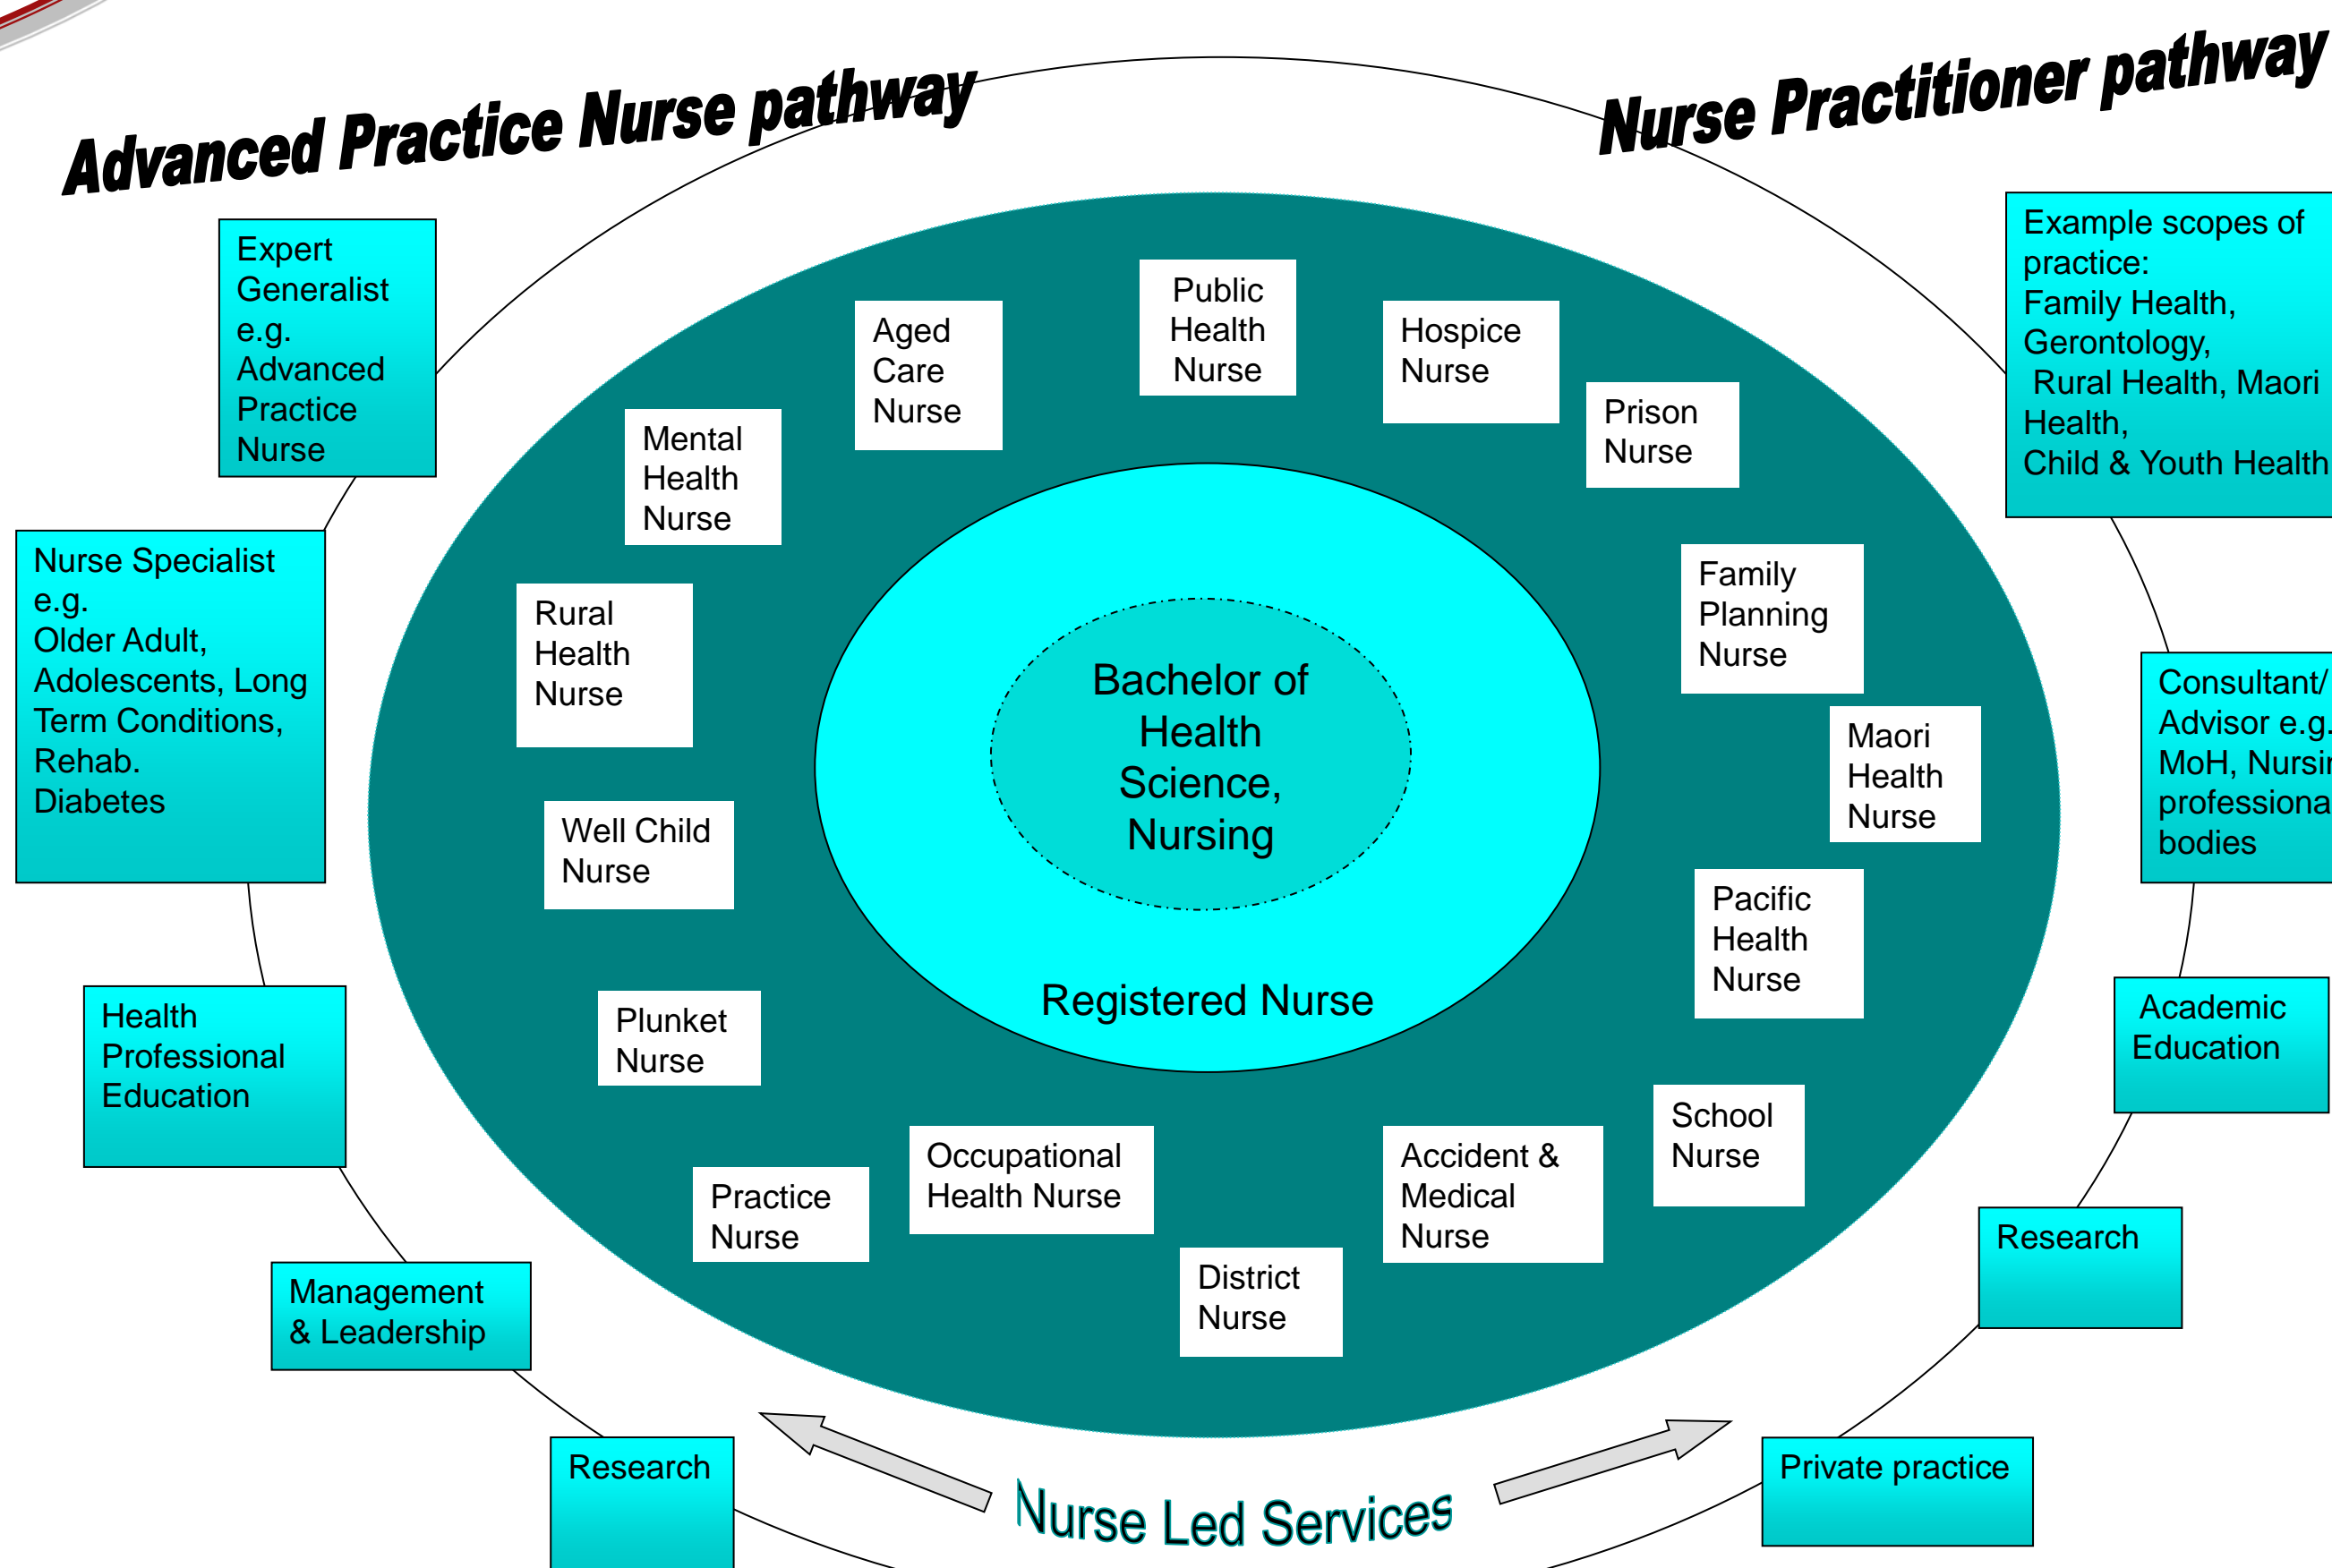 Advanced Practice Nurse pathway
Nurse Practitioner pathway
Expert
Generalist
e.g.
Advanced
Practice
Nurse
Nurse Specialist
e.g.
Older Adult,
Adolescents, Long
Term Conditions,
Rehab.
Diabetes
Health
Professional
Education
Management
& Leadership
Research
Public
Health
Nurse
Aged
Care
Nurse
Hospice
Nurse
Prison
Nurse
Mental
Health
Nurse
Family
Planning
Nurse
Rural
Health
Nurse
Maori
Health
Nurse
Well Child
Nurse
Pacific
Health
Nurse
Plunket
Nurse
School
Nurse
Practice
Nurse
Occupational
Health Nurse
Accident &
Medical
Nurse
District
Nurse
Bachelor of
Health
Science,
Nursing
Registered Nurse
Example scopes of
practice:
Family Health,
Gerontology,
Rural Health, Maori
Health,
Child & Youth Health
Consultant/
Advisor e.g.
MoH,
bodies
Academic
Education
Research
Private practice
Nurse Led Services